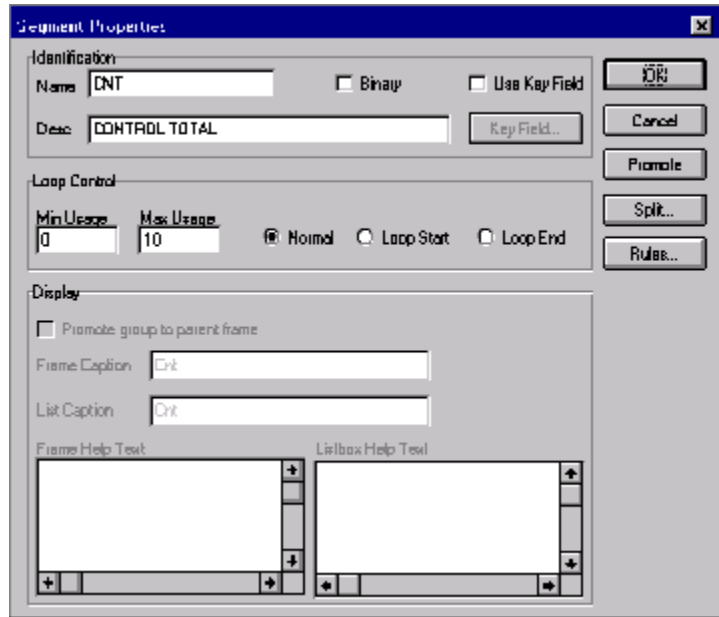 Segment Properties
Identification
Name CNT
Binary
Use Key Field
OK
Desc CONTROL TOTAL
Key Field...
Cancel
Promote
Loop Control
Min Usage
Max Usage
0
10
Normal
Loop Start
Loop End
Split...
Rules...
Display
Promote group to parent frame
Frame Caption Cnt
List Caption Cnt
Frame Help Text
Listbox Help Text